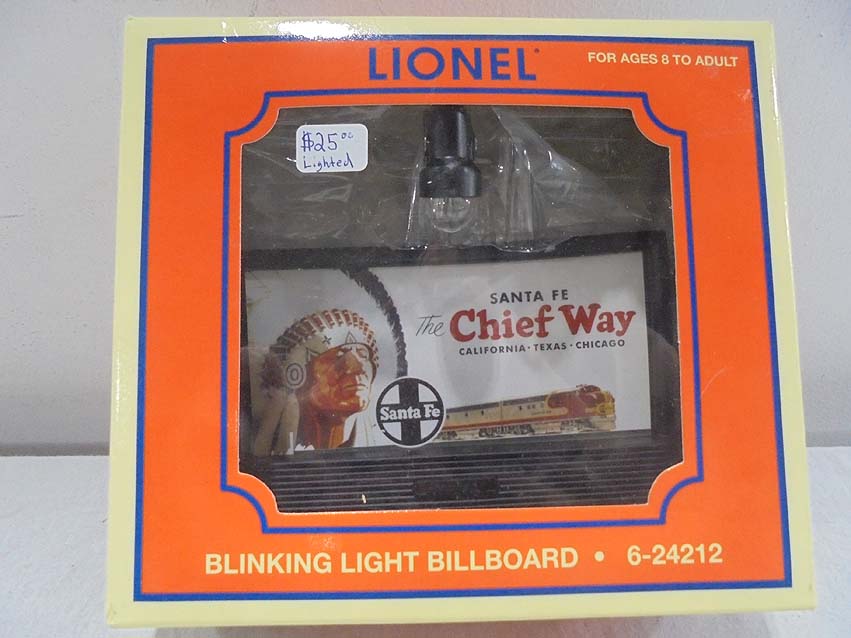 LIONEL
FOR AGES 8 TO ADULT
$25 00
Lighted
SANTA FE
The Chief Way
CALIFORNIA · TEXAS · CHICAGO
Santa Fe
BLINKING LIGHT BILLBOARD • 6-24212